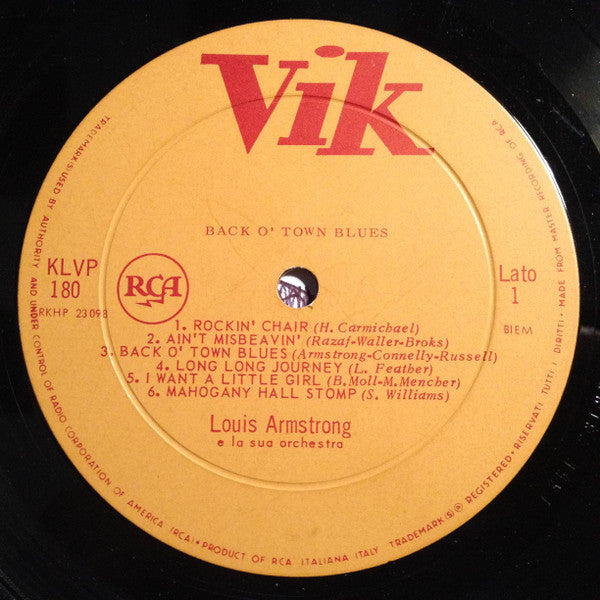 Vik
BACK O' TOWN BLUES
KLVP
180
RKHP 23098
RCA
Lato
1
BIEM
1. ROCKIN' CHAIR (H. Carmichael)
2. AIN'T MISBEAVIN' (Razaf-Waller-Broks)
3. BACK O' TOWN BLUES (Armstrong-Connelly-Russell)
4. LONG LONG JOURNEY (L. Feather)
5. I WANT A LITTLE GIRL (B. Moll-M. Mencher)
6. MAHOGANY HALL STOMP (S. Williams)
Louis Armstrong
e la sua orchestra
TRADEMARK(S) USED BY AUTHORITY AND UNDER CONTROL OF RADIO CORPORATION OF AMERICA (RCA) • PRODUCT OF RCA ITALIANA ITALY TRADEMARK(S) ® REGISTERED • RISERVATI TUTTI I DIRITTI • MADE FROM MASTER RECORDING OF RCA